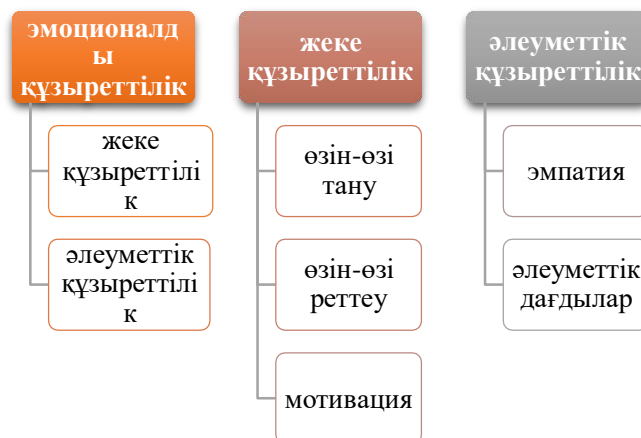 эмоционалд
ы
құзыреттілік
жеке
құзыреттілі
к
әлеуметтік
құзыреттілі
к
жеке
құзыреттілік
өзін-өзі
тану
өзін-өзі
реттеу
мотивация
әлеуметтік
құзыреттілік
эмпатия
әлеуметтік
дағдылар